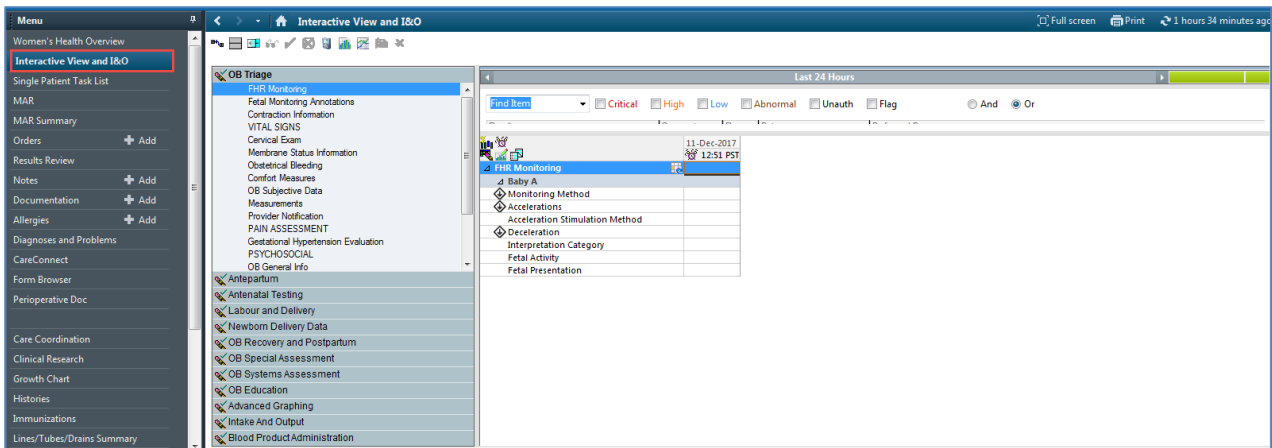 Menu
Women's Health Overview
Interactive View and I&O
Single Patient Task List
MAR
MAR Summary
Orders Add
Results Review
Notes Add
Documentation Add
Allergies Add
Diagnoses and Problems
CareConnect
Form Browser
Perioperative Doc
Care Coordination
Clinical Research
Growth Chart
Histories
Immunizations
Lines/Tubes/Drains Summary
Interactive View and I&O
Full screen Print 1 hours 34 minutes ago
OB Triage
FHR Monitoring
Fetal Monitoring Annotations
Contraction Information
VITAL SIGNS
Cervical Exam
Membrane Status Information
Obstetrical Bleeding
Comfort Measures
OB Subjective Data
Measurements
Provider Notification
PAIN ASSESSMENT
Gestational Hypertension Evaluation
PSYCHOSOCIAL
OB General Info
Antepartum
Antenatal Testing
Labour and Delivery
Newborn Delivery Data
OB Recovery and Postpartum
OB Special Assessment
OB Systems Assessment
OB Education
Advanced Graphing
Intake And Output
Blood Product Administration
Last 24 Hours
Find Item Critical High Low Abnormal Unauth Flag And Or
11-Dec-2017
12:51 PST
FHR Monitoring
Baby A
Monitoring Method
Accelerations
Acceleration Stimulation Method
Deceleration
Interpretation Category
Fetal Activity
Fetal Presentation